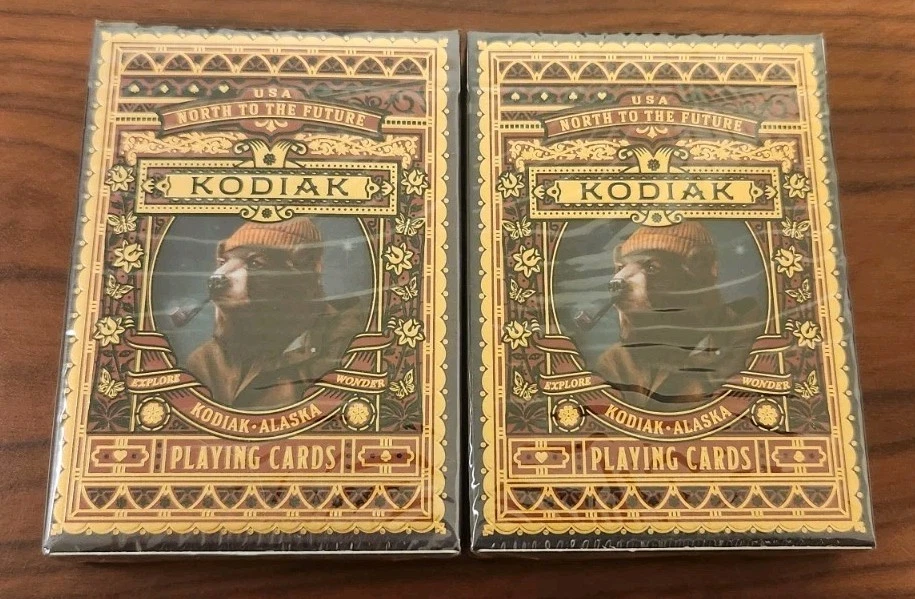 USA
NORTH TO THE FUTURE
KODIAK
EXPLORE WONDER
KODIAK · ALASKA
PLAYING CARDS
USA
NORTH TO THE FUTURE
KODIAK
EXPLORE WONDER
KODIAK · ALASKA
PLAYING CARDS